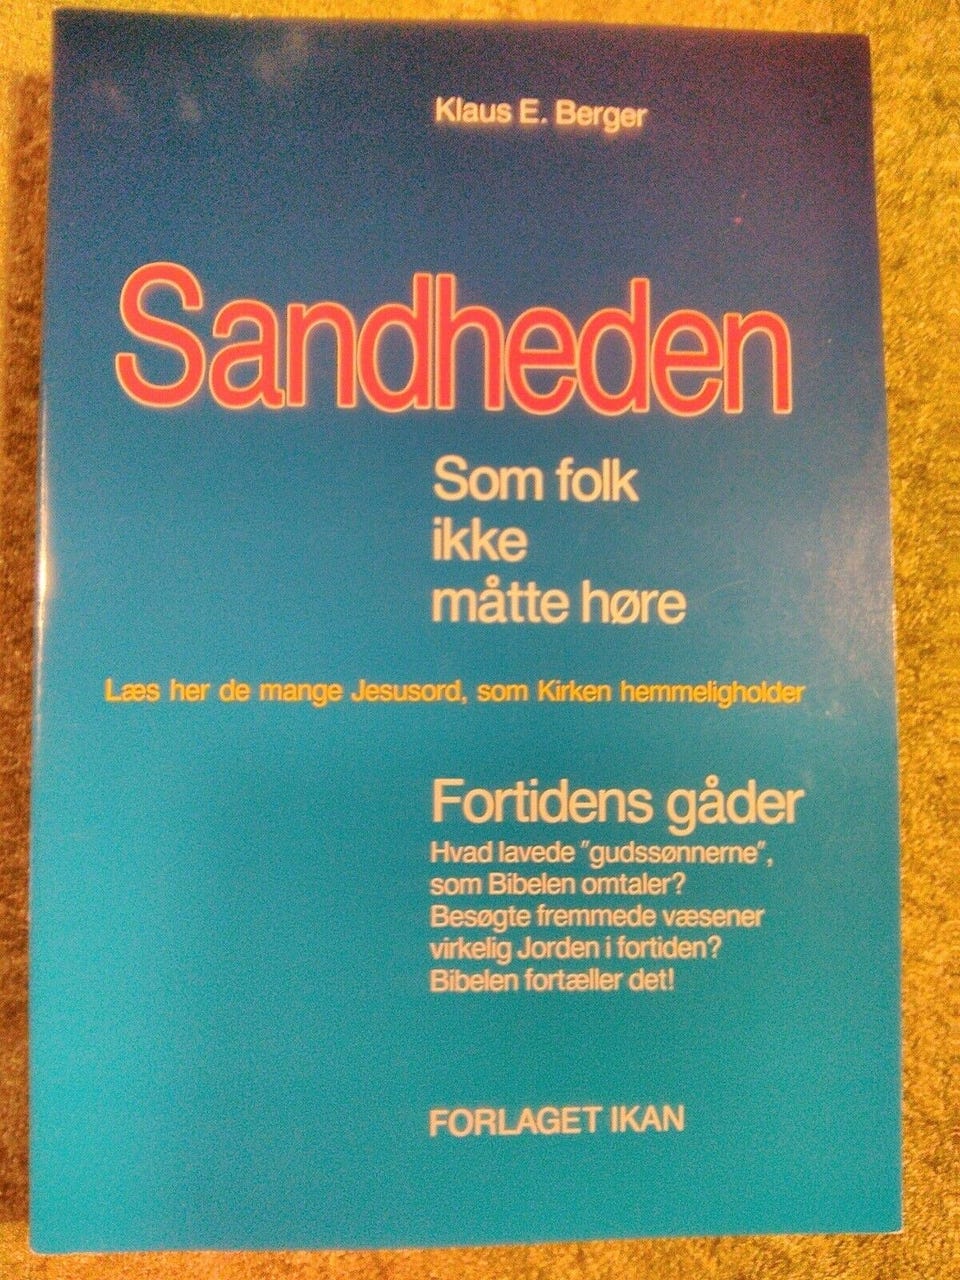 Klaus E. Berger
Sandheden
Som folk
ikke
måtte høre
Læs her de mange Jesusord, som Kirken hemmeligholder
Fortidens gåder
Hvad lavede "gudssønnerne",
som Bibelen omtaler?
Besøgte fremmede væsener
virkelig Jorden i fortiden?
Bibelen fortæller det!
FORLAGET IKAN